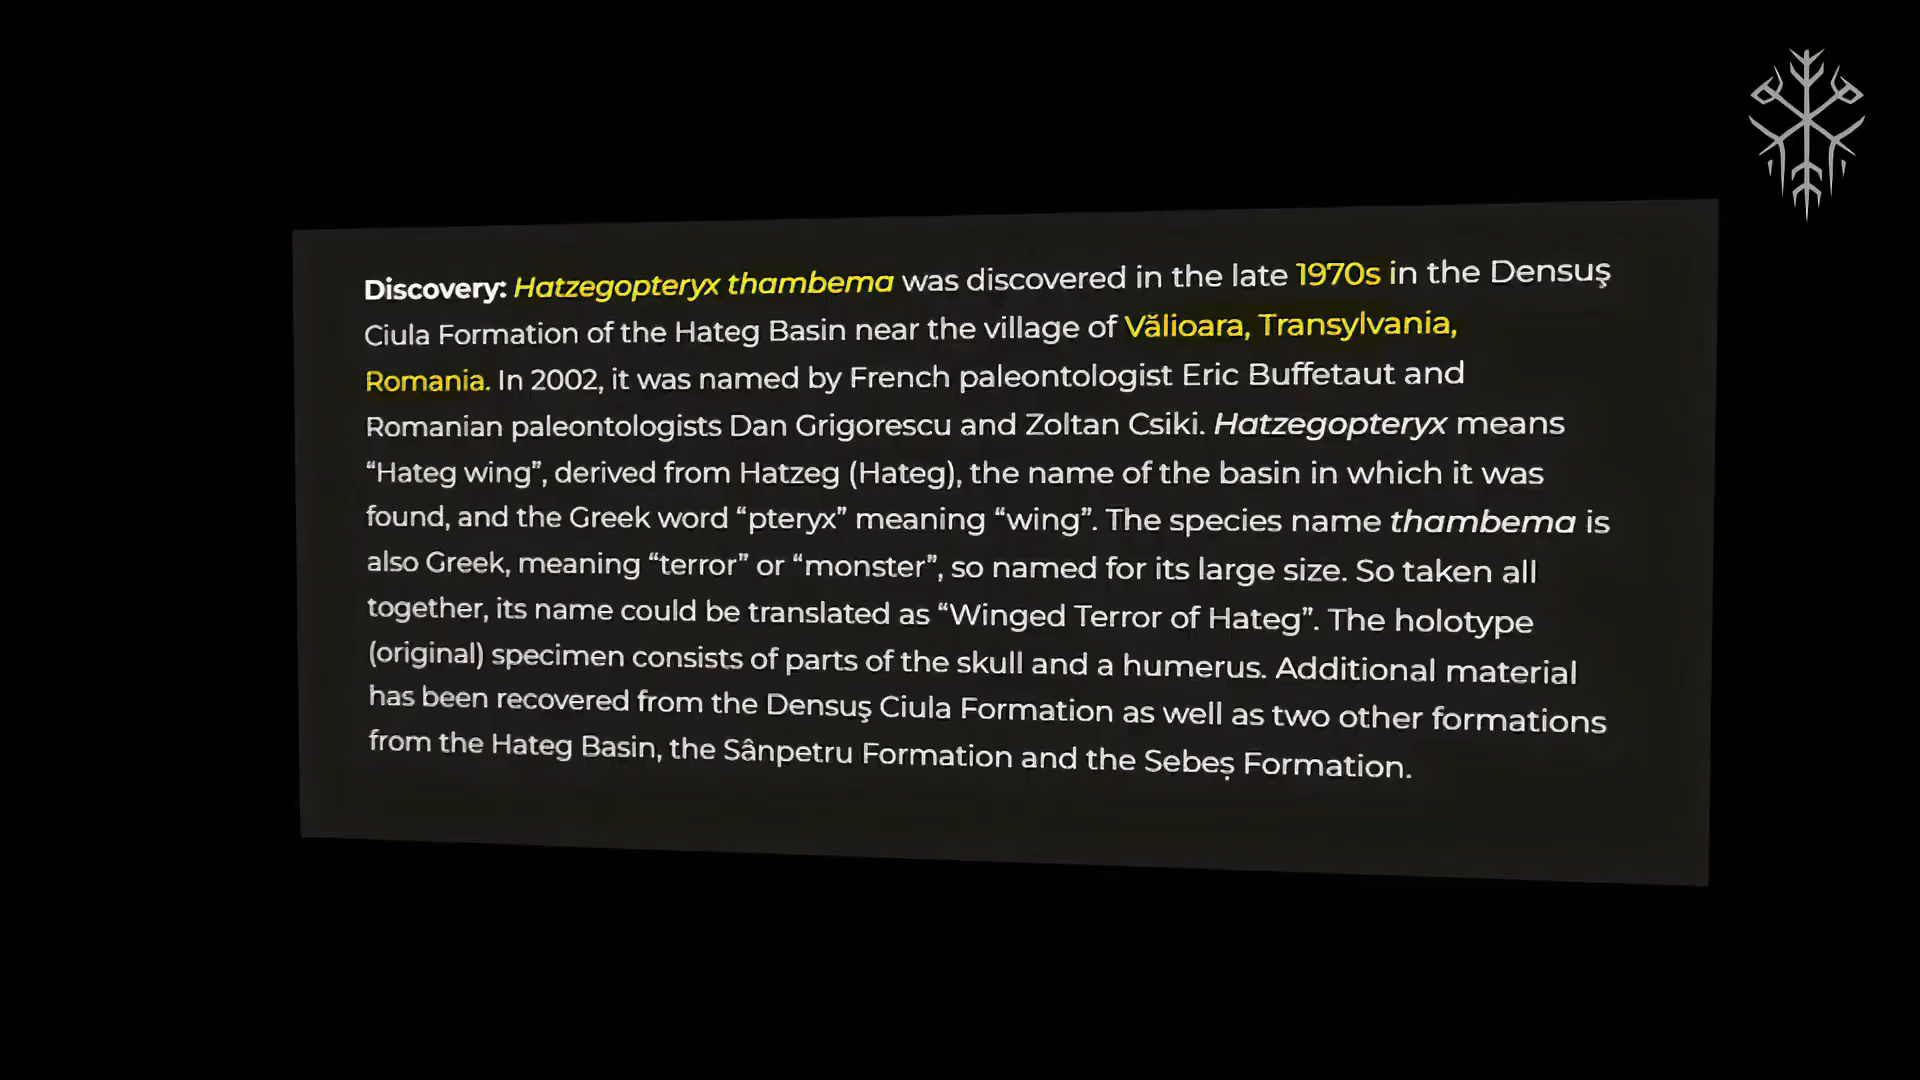 Discovery: Hatzegopteryx thambema was discovered in the late 1970s in the Densuş
Ciula Formation of the Hateg Basin near the village of Vălioara, Transylvania,
Romania. In 2002, it was named by French paleontologist Eric Buffetaut and
Romanian paleontologists Dan Grigorescu and Zoltan Csiki. Hatzegopteryx means
“Hateg wing”, derived from Hatzeg (Hateg), the name of the basin in which it was
found, and the Greek word “pteryx” meaning “wing”. The species name thambema is
also Greek, meaning “terror” or “monster”, so named for its large size. So taken all
together, its name could be translated as “Winged Terror of Hateg”. The holotype
(original) specimen consists of parts of the skull and a humerus. Additional material
has been recovered from the Densuş Ciula Formation as well as two other formations
from the Hateg Basin, the Sânpetru Formation and the Sebeș Formation.